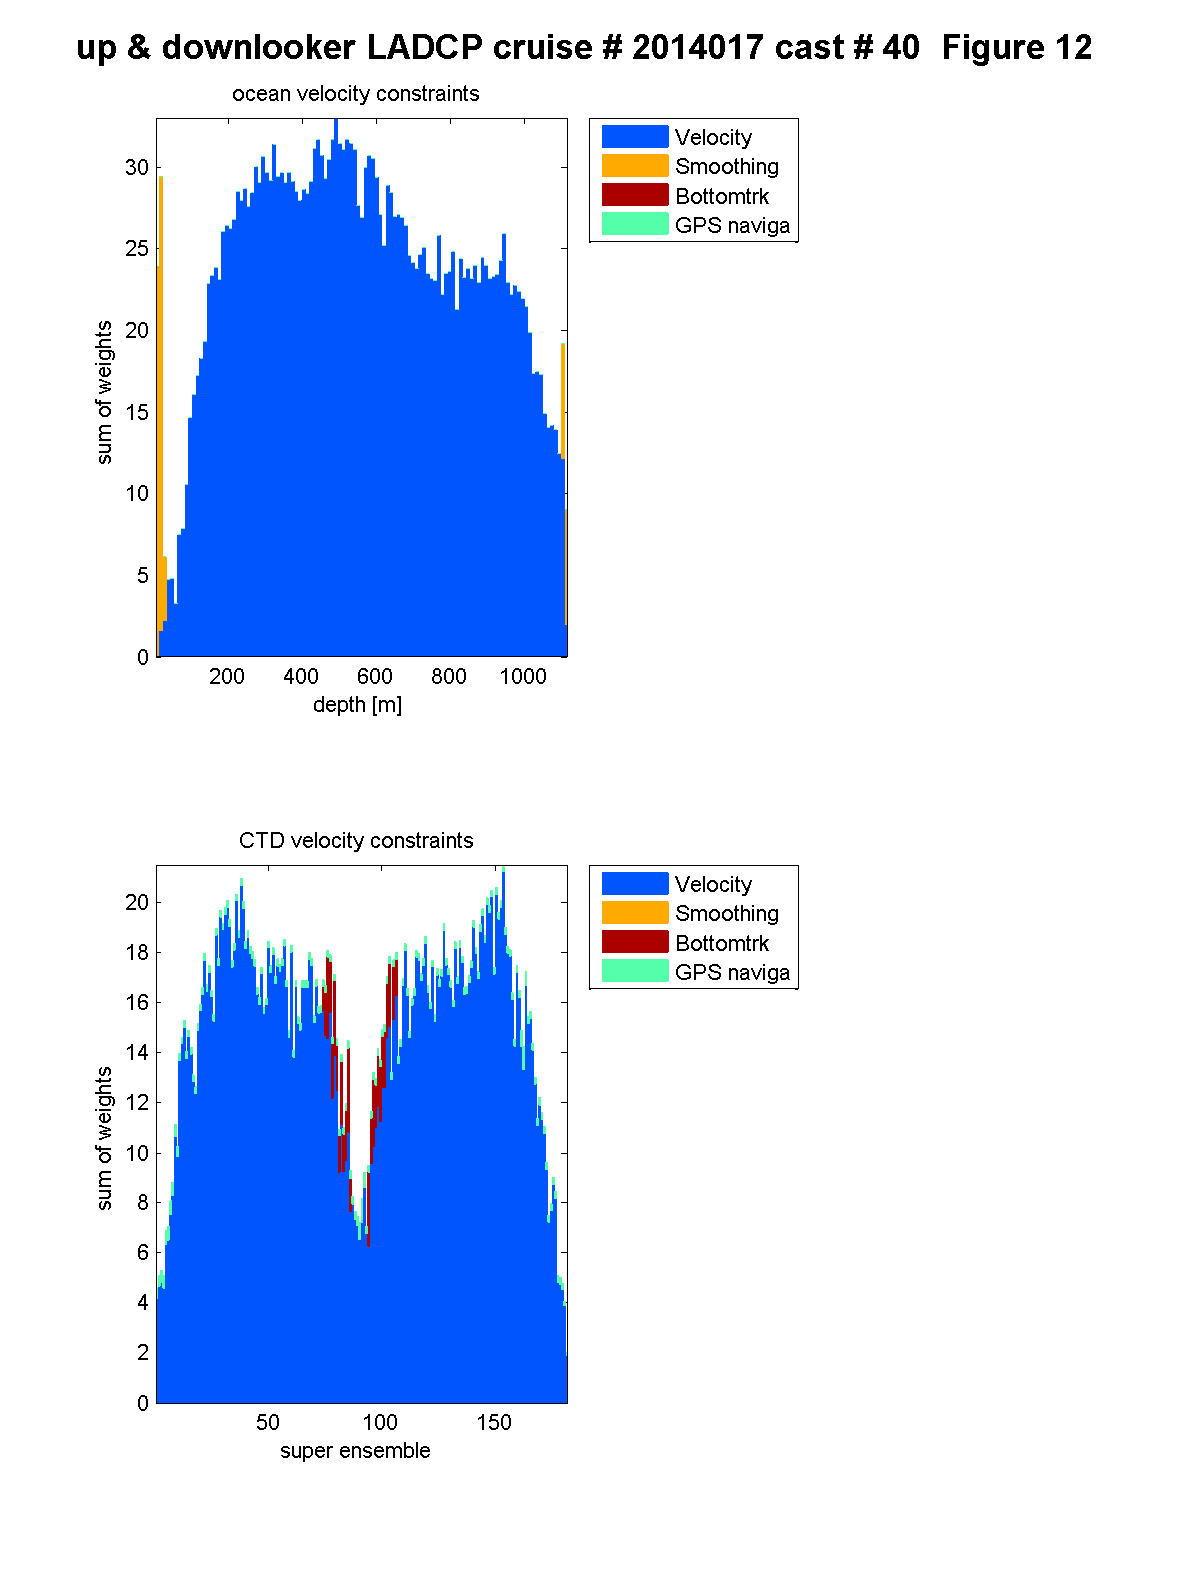 up & downlooker LADCP cruise # 2014017 cast # 40  Figure 12
ocean velocity constraints
Velocity
Smoothing
Bottomtrk
GPS naviga
30
25
20
15
10
5
0
sum of weights
200 400 600 800 1000
depth [m]
CTD velocity constraints
Velocity
Smoothing
Bottomtrk
GPS naviga
20
18
16
14
12
10
8
6
4
2
0
sum of weights
50 100 150
super ensemble